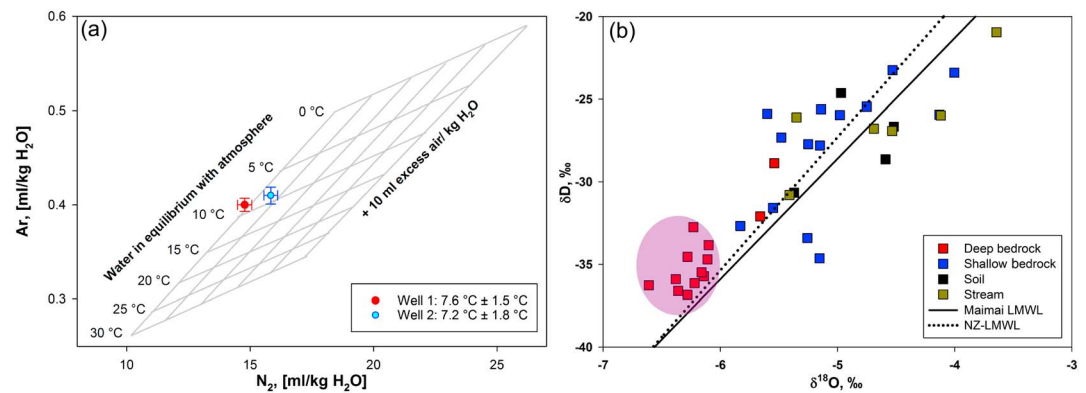 (a)
0.6
0.5
0.4
0.3
Ar, [ml/kg H2O]
10
15
20
25
N2, [ml/kg H2O]
Water in equilibrium with atmosphere
0 °C
5 °C
10 °C
15 °C
20 °C
25 °C
30 °C
+ 10 ml excess air/ kg H2O
Well 1: 7.6 °C ± 1.5 °C
Well 2: 7.2 °C ± 1.8 °C
(b)
-20
-25
-30
-35
-40
δD, ‰
-7
-6
-5
-4
-3
δ18O, ‰
Deep bedrock
Shallow bedrock
Soil
Stream
Maimai LMWL
NZ-LMWL